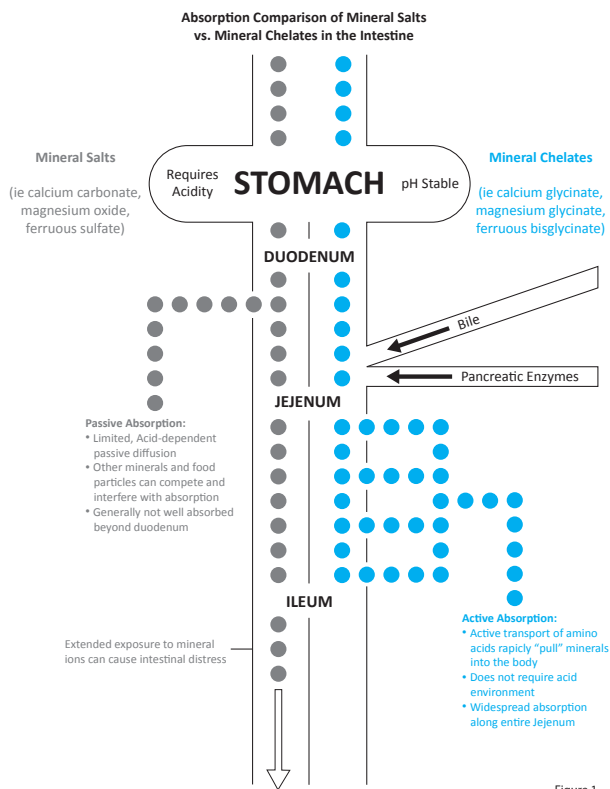 Absorption Comparison of Mineral Salts
vs. Mineral Chelates in the Intestine
Mineral Salts
(ie calcium carbonate,
magnesium oxide,
ferruous sulfate)
Requires
Acidity
STOMACH
pH Stable
Mineral Chelates
(ie calcium glycinate,
magnesium glycinate,
ferruous bisglycinate)
DUODENUM
Bile
Pancreatic Enzymes
JEJENUM
Passive Absorption:
• Limited, Acid-dependent
passive diffusion
• Other minerals and food
particles can compete and
interfere with absorption
• Generally not well absorbed
beyond duodenum
ILEUM
Extended exposure to mineral
ions can cause intestinal distress
Active Absorption:
• Active transport of amino
acids rapicly “pull” minerals
into the body
• Does not require acid
environment
• Widespread absorption
along entire Jejenum
Figure 1